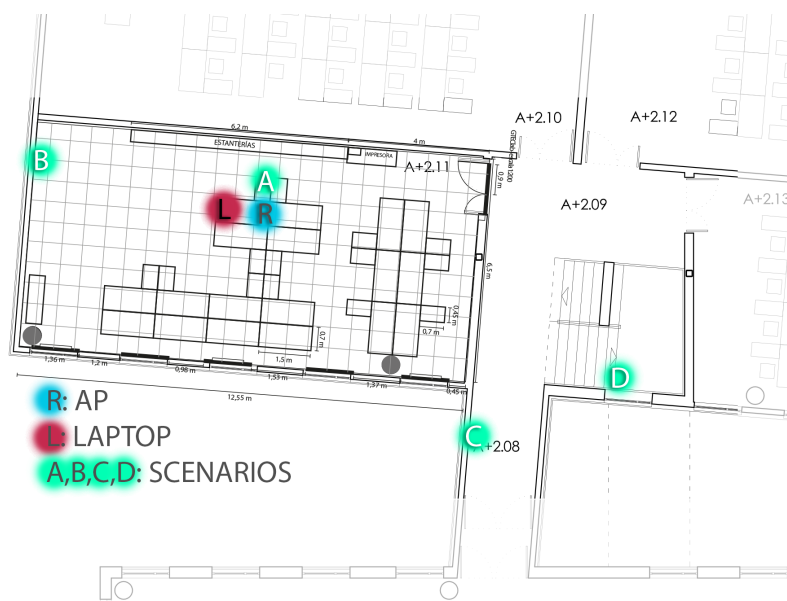 A+2.10
A+2.12
6,2 m
4 m
ESTANTERÍAS
IMPRESORA
A+2.11
0,9 m
B
A
L
R
A+2.09
A+2.13
6,5 m
0,45 m
0,7 m
0,7 m
1,5 m
1,36 m
1,2 m
0,98 m
1,53 m
1,37 m
0,45 m
12,55 m
D
R: AP
L: LAPTOP
A,B,C,D: SCENARIOS
C
+2.08